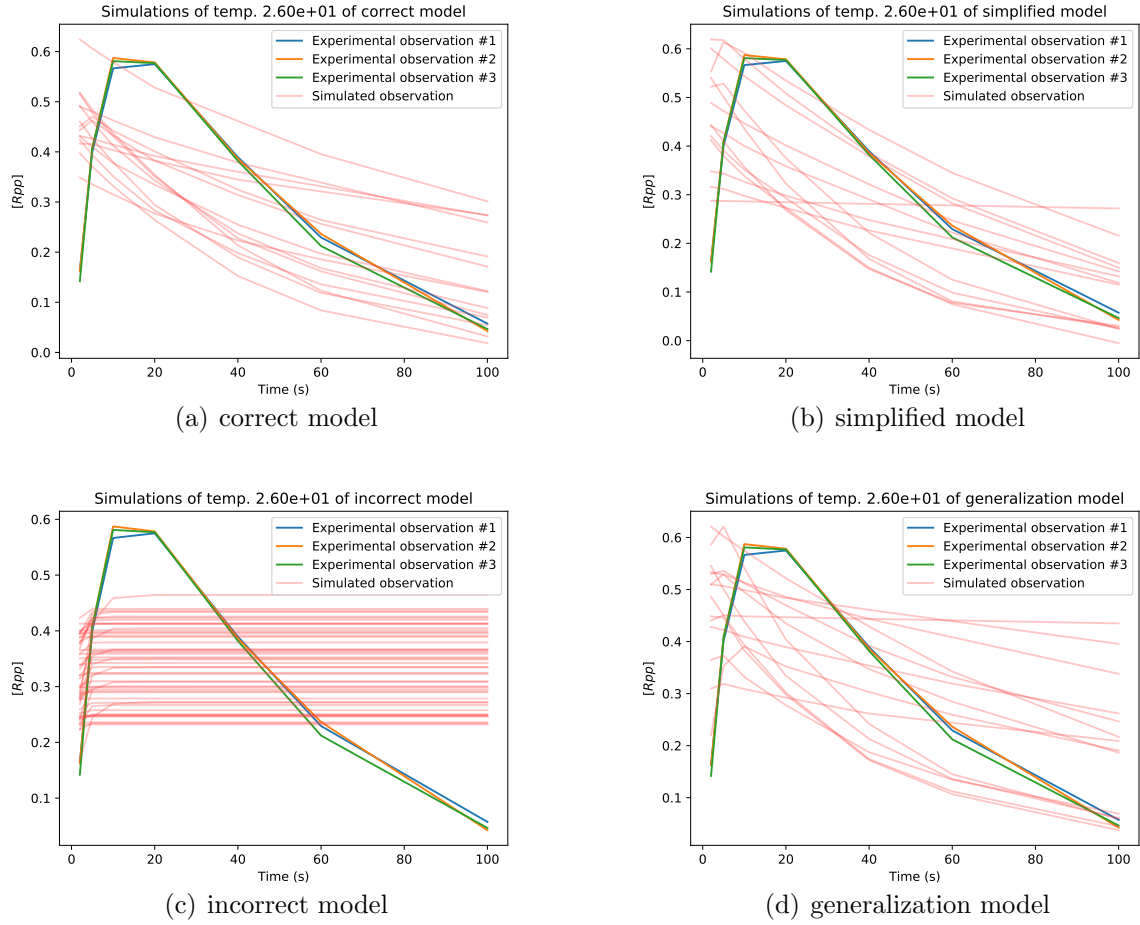 Simulations of temp. 2.60e+01 of correct model
0.6
0.5
0.4
0.3
0.2
0.1
0.0
[Rpp]
Experimental observation #1
Experimental observation #2
Experimental observation #3
Simulated observation
0 20 40 60 80 100
Time (s)
(a) correct model
Simulations of temp. 2.60e+01 of simplified model
0.6
0.5
0.4
0.3
0.2
0.1
0.0
[Rpp]
Experimental observation #1
Experimental observation #2
Experimental observation #3
Simulated observation
0 20 40 60 80 100
Time (s)
(b) simplified model
Simulations of temp. 2.60e+01 of incorrect model
0.6
0.5
0.4
0.3
0.2
0.1
[Rpp]
Experimental observation #1
Experimental observation #2
Experimental observation #3
Simulated observation
0 20 40 60 80 100
Time (s)
(c) incorrect model
Simulations of temp. 2.60e+01 of generalization model
0.6
0.5
0.4
0.3
0.2
0.1
[Rpp]
Experimental observation #1
Experimental observation #2
Experimental observation #3
Simulated observation
0 20 40 60 80 100
Time (s)
(d) generalization model